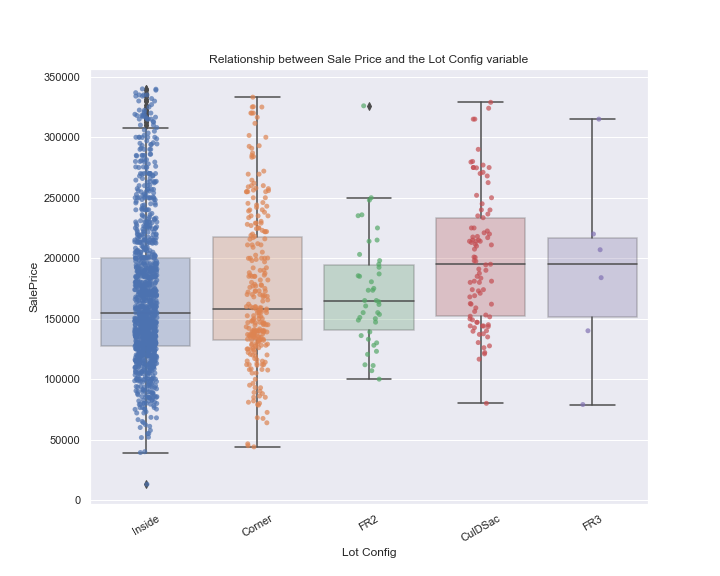 Relationship between Sale Price and the Lot Config variable
350000
300000
250000
200000
150000
100000
50000
0
SalePrice
Inside
Corner
FR2
CulDSac
FR3
Lot Config